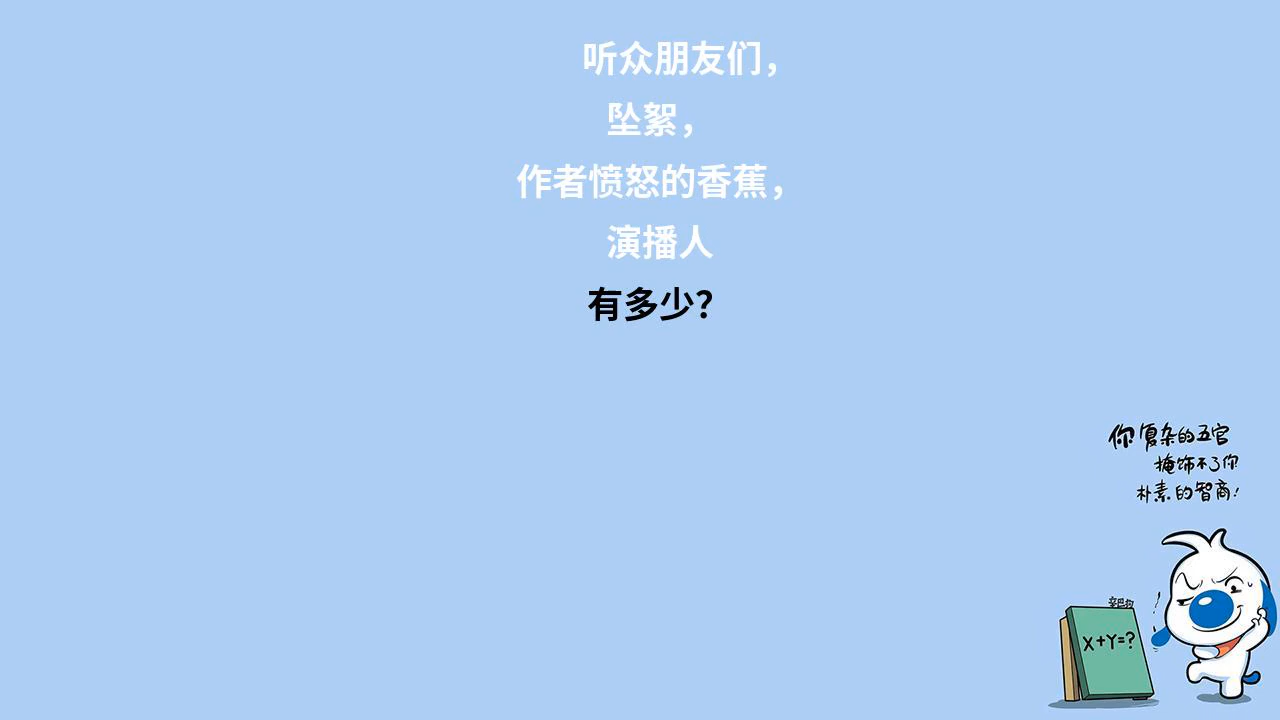 听众朋友们，
坠絮，
作者愤怒的香蕉，
演播人
有多少？
你复杂的五官
掩饰不了你
朴素的智商！
X+Y=?